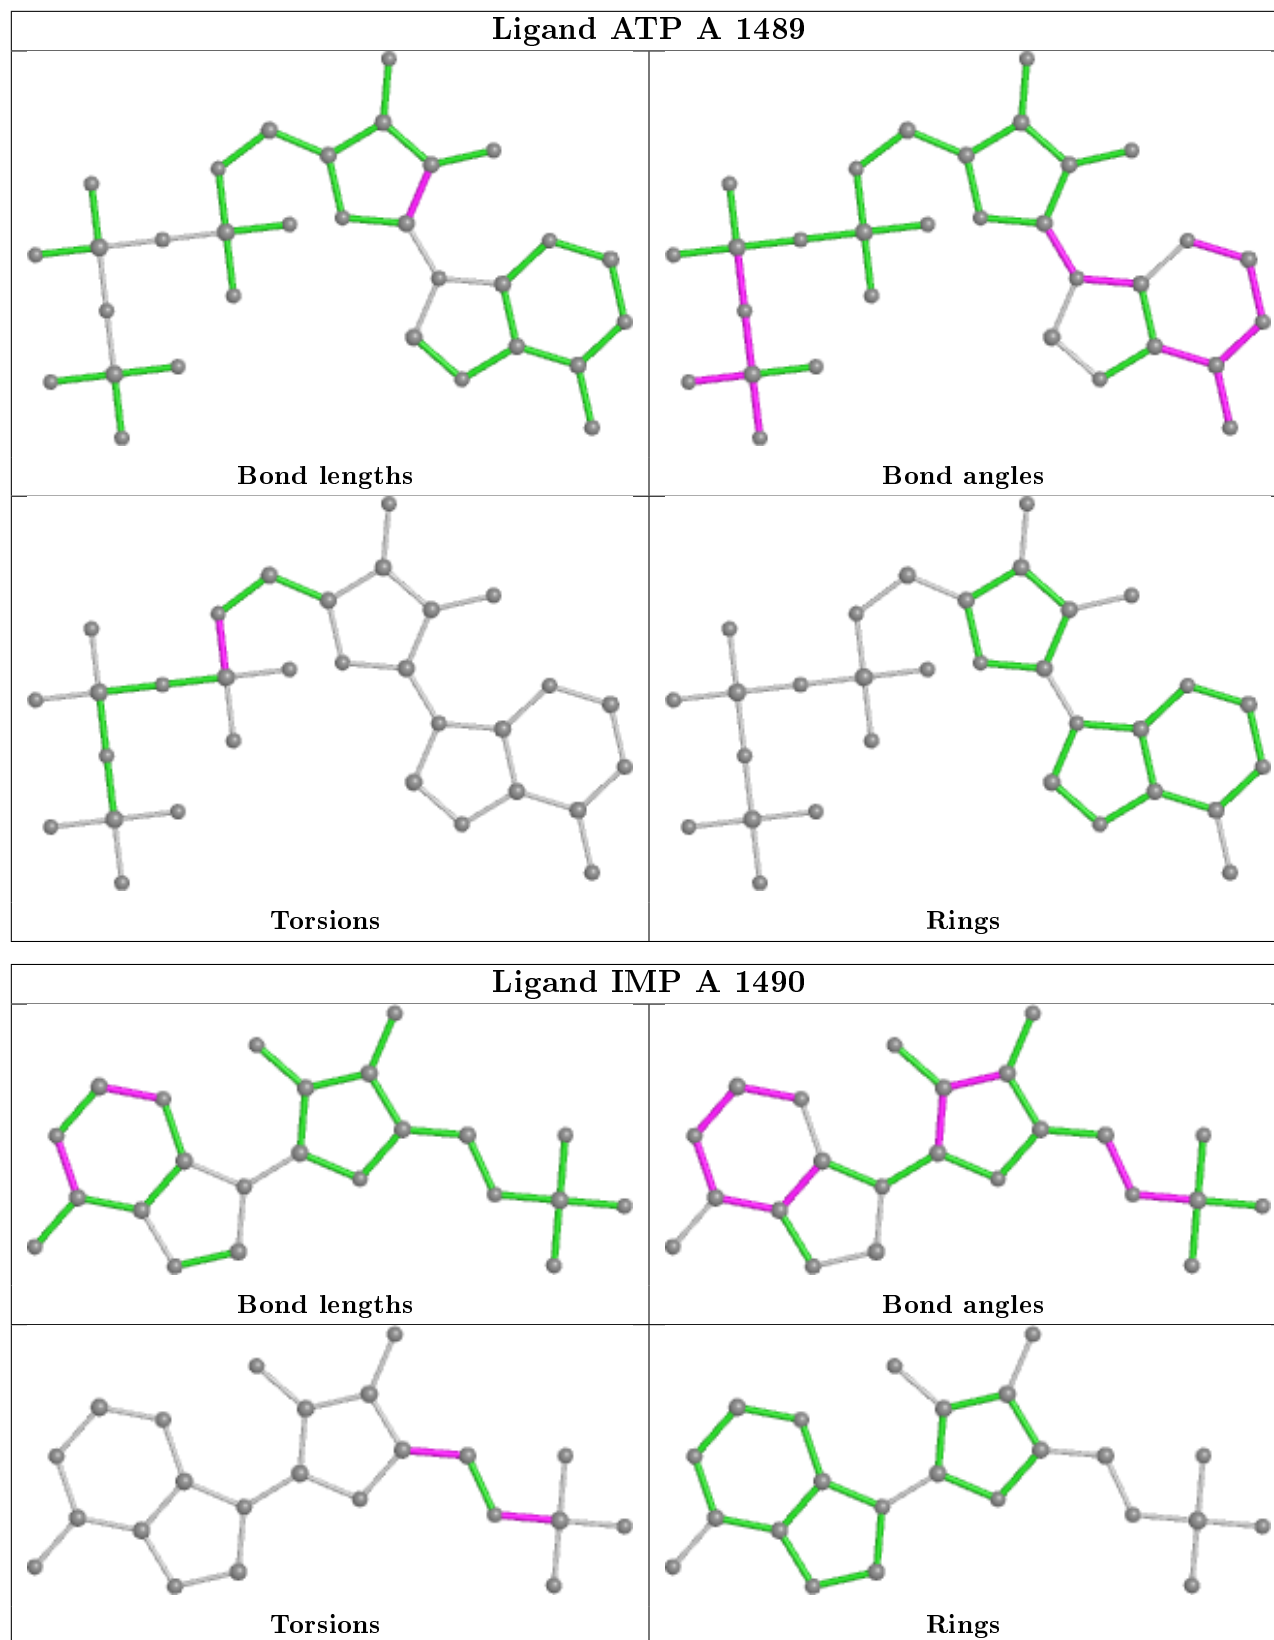 Ligand ATP A 1489
Bond lengths
Bond angles
Torsions
Rings
Ligand IMP A 1490
Bond lengths
Bond angles
Torsions
Rings